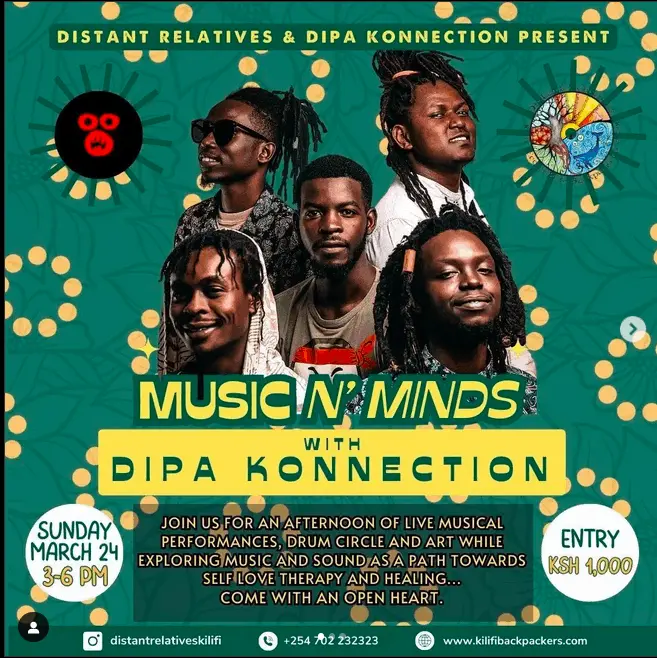 DISTANT RELATIVES & DIPA KONNECTION PRESENT
MUSIC N' MINDS
WITH
DIPA KONNECTION
SUNDAY
MARCH 24
3-6 PM
JOIN US FOR AN AFTERNOON OF LIVE MUSICAL
PERFORMANCES, DRUM CIRCLE AND ART WHILE
EXPLORING MUSIC AND SOUND AS A PATH TOWARDS
SELF LOVE THERAPY AND HEALING...
COME WITH AN OPEN HEART.
ENTRY
KSH 1,000
distantrelativeskilifi
+254 702 232323
www.kilifibackpackers.com